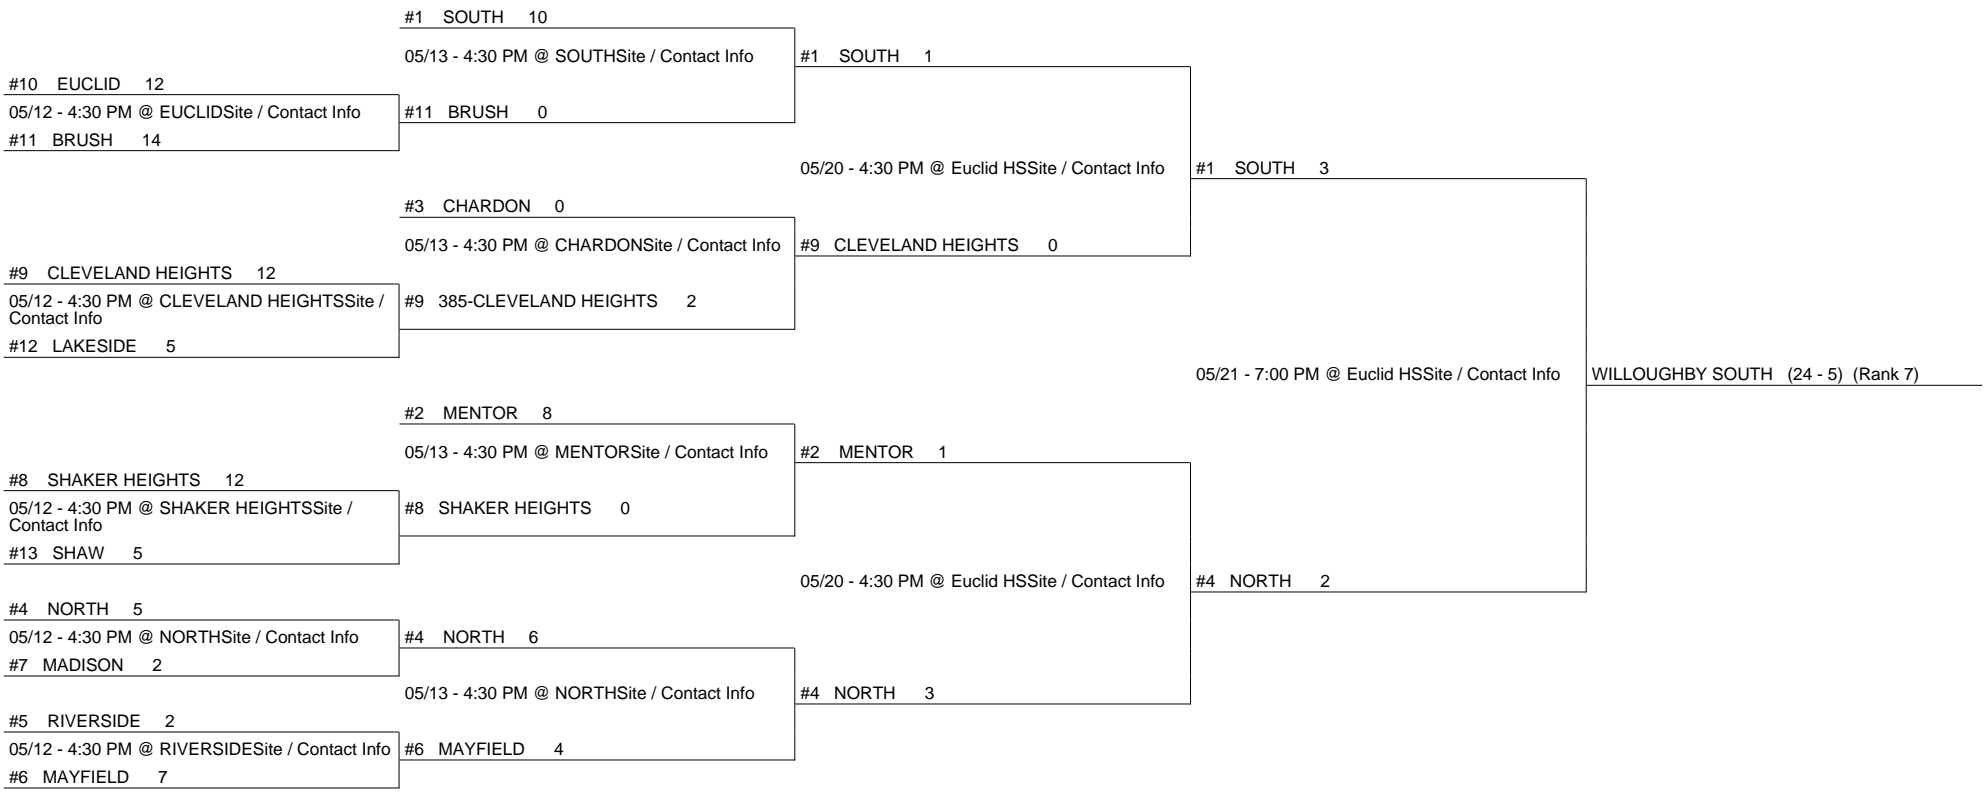 #1 SOUTH 10
05/13 - 4:30 PM @ SOUTHSite / Contact Info
#1 SOUTH 1
#10 EUCLID 12
05/12 - 4:30 PM @ EUCLIDSite / Contact Info
#11 BRUSH 0
#11 BRUSH 14
05/20 - 4:30 PM @ Euclid HSSite / Contact Info
#1 SOUTH 3
#3 CHARDON 0
05/13 - 4:30 PM @ CHARDONSite / Contact Info
#9 CLEVELAND HEIGHTS 0
#9 CLEVELAND HEIGHTS 12
05/12 - 4:30 PM @ CLEVELAND HEIGHTSSite /
Contact Info
#9 385-CLEVELAND HEIGHTS 2
#12 LAKESIDE 5
05/21 - 7:00 PM @ Euclid HSSite / Contact Info
WILLOUGHBY SOUTH (24 - 5) (Rank 7)
#2 MENTOR 8
05/13 - 4:30 PM @ MENTORSite / Contact Info
#2 MENTOR 1
#8 SHAKER HEIGHTS 12
05/12 - 4:30 PM @ SHAKER HEIGHTSSite /
Contact Info
#8 SHAKER HEIGHTS 0
#13 SHAW 5
05/20 - 4:30 PM @ Euclid HSSite / Contact Info
#4 NORTH 2
#4 NORTH 5
05/12 - 4:30 PM @ NORTHSite / Contact Info
#4 NORTH 6
#7 MADISON 2
05/13 - 4:30 PM @ NORTHSite / Contact Info
#4 NORTH 3
#5 RIVERSIDE 2
05/12 - 4:30 PM @ RIVERSIDESite / Contact Info
#6 MAYFIELD 4
#6 MAYFIELD 7